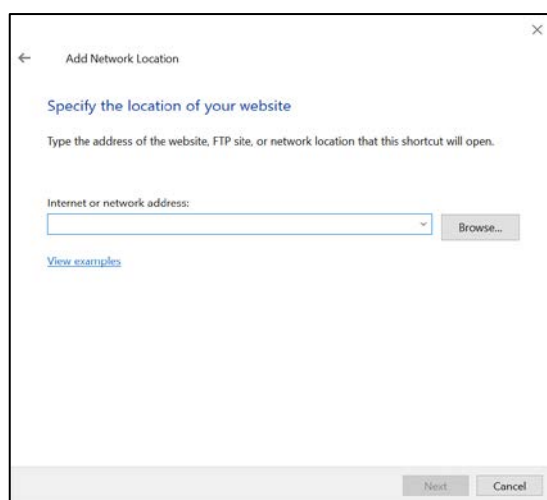 Add Network Location
Specify the location of your website
Type the address of the website, FTP site, or network location that this shortcut will open.
Internet or network address:
Browse...
View examples
Next
Cancel